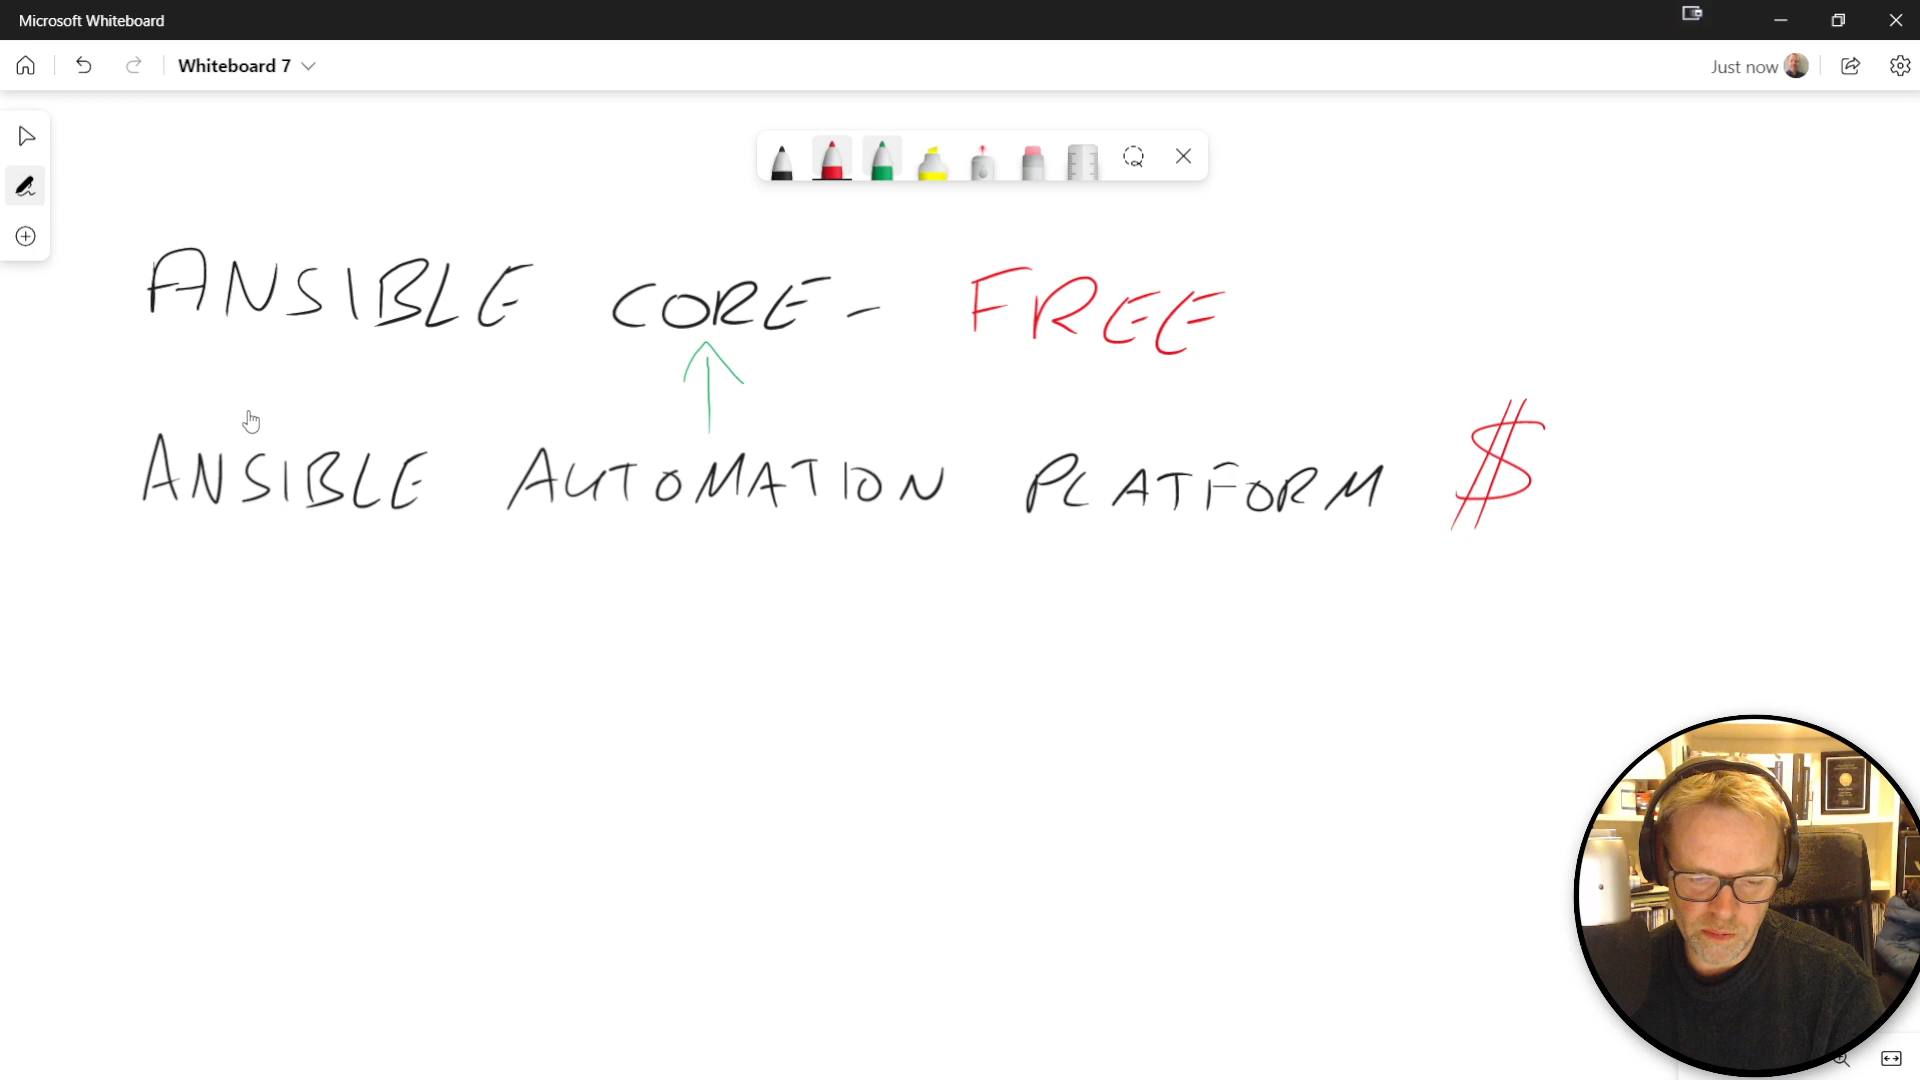 Microsoft Whiteboard
Whiteboard 7
Just now
ANSIBLE CORE - FREE
ANSIBLE AUTOMATION PLATFORM $